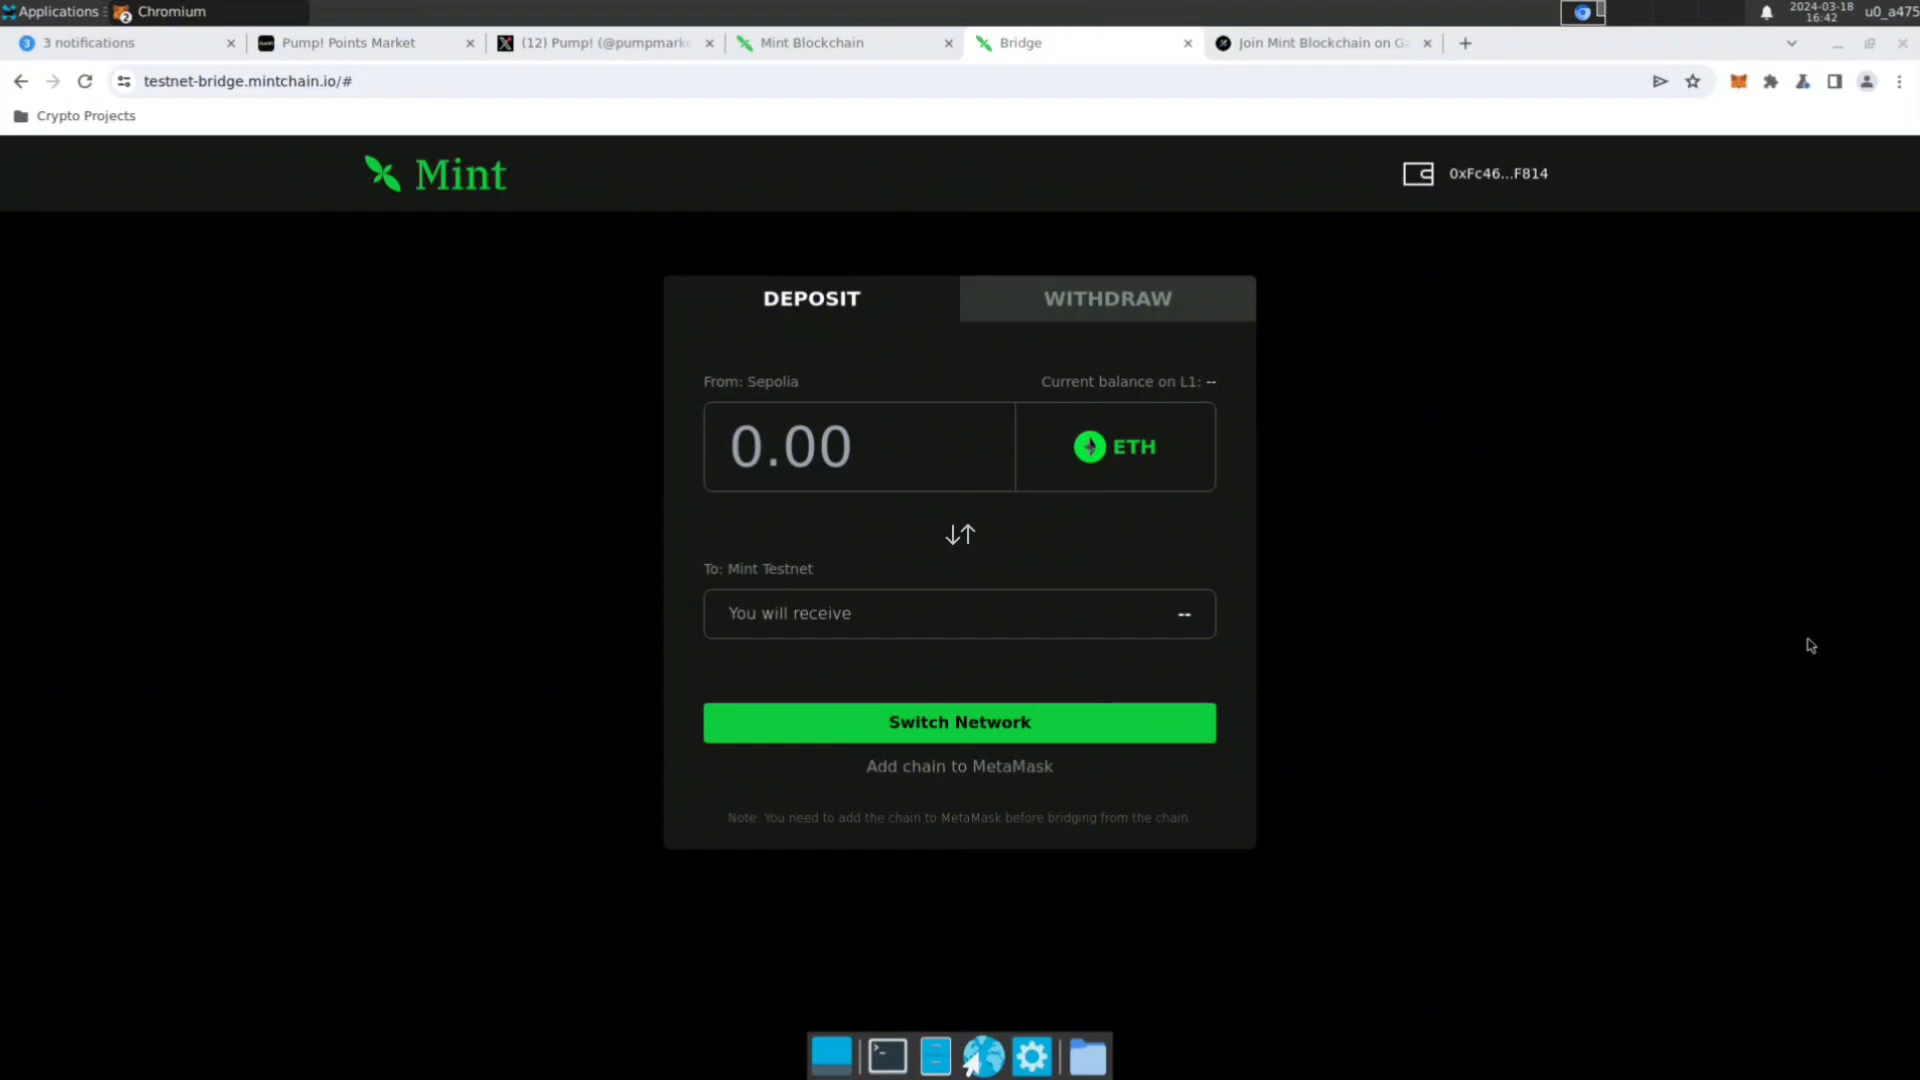 Applications
Chromium
2024-03-18
16:42
u0_a475
3 notifications
Pump! Points Market
(12) Pump! (@pumpmarke
Mint Blockchain
Bridge
Join Mint Blockchain on Ga
testnet-bridge.mintchain.io/#
Crypto Projects
Mint
0xFc46...F814
DEPOSIT
WITHDRAW
From: Sepolia
Current balance on L1: --
0.00
ETH
To: Mint Testnet
You will receive
--
Switch Network
Add chain to MetaMask
Note: You need to add the chain to MetaMask before bridging from the chain.